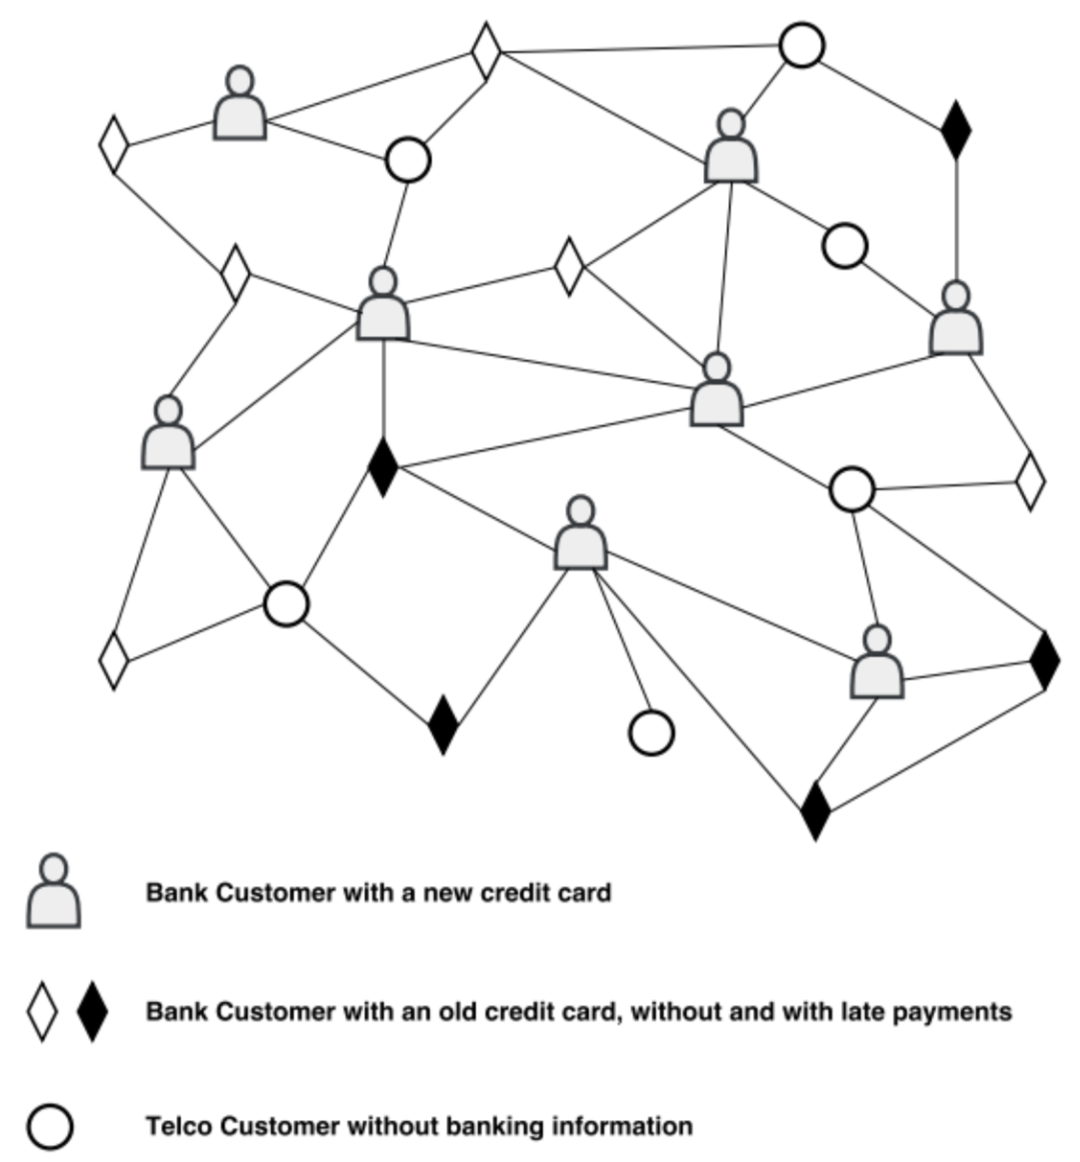 Bank Customer with a new credit card
Bank Customer with an old credit card, without and with late payments
Telco Customer without banking information